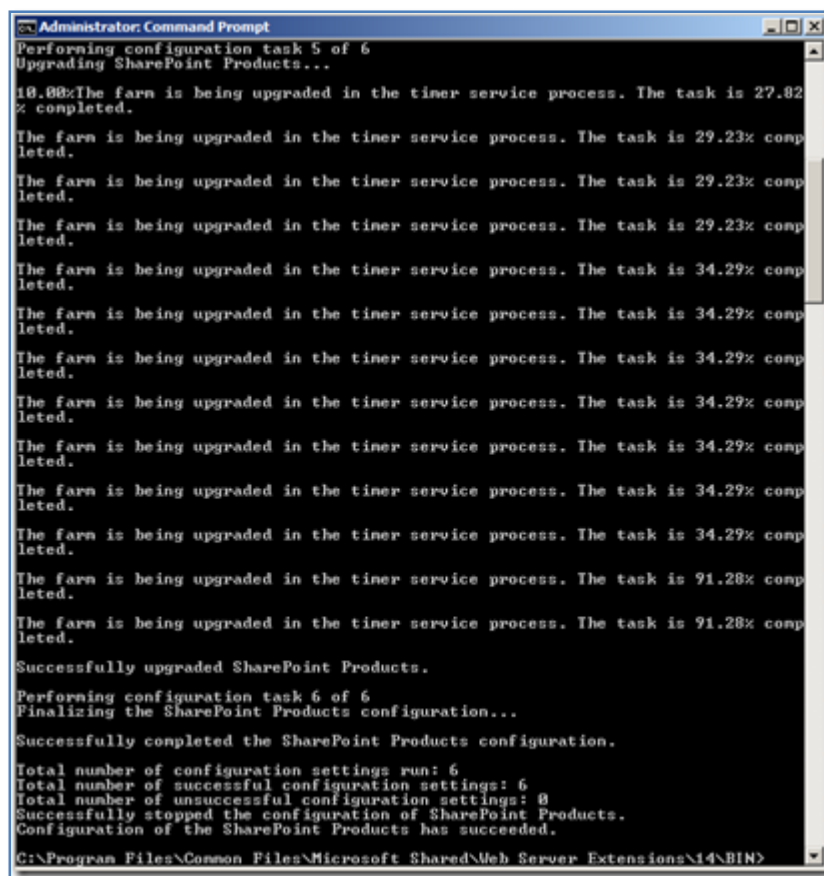 Administrator: Command Prompt
Performing configuration task 5 of 6
Upgrading SharePoint Products...
10.00%The farm is being upgraded in the timer service process. The task is 27.82
% completed.
The farm is being upgraded in the timer service process. The task is 29.23% comp
leted.
The farm is being upgraded in the timer service process. The task is 29.23% comp
leted.
The farm is being upgraded in the timer service process. The task is 29.23% comp
leted.
The farm is being upgraded in the timer service process. The task is 34.29% comp
leted.
The farm is being upgraded in the timer service process. The task is 34.29% comp
leted.
The farm is being upgraded in the timer service process. The task is 34.29% comp
leted.
The farm is being upgraded in the timer service process. The task is 34.29% comp
leted.
The farm is being upgraded in the timer service process. The task is 34.29% comp
leted.
The farm is being upgraded in the timer service process. The task is 34.29% comp
leted.
The farm is being upgraded in the timer service process. The task is 34.29% comp
leted.
The farm is being upgraded in the timer service process. The task is 91.28% comp
leted.
The farm is being upgraded in the timer service process. The task is 91.28% comp
leted.
Successfully upgraded SharePoint Products.
Performing configuration task 6 of 6
Finalizing the SharePoint Products configuration...
Successfully completed the SharePoint Products configuration.
Total number of configuration settings run: 6
Total number of successful configuration settings: 6
Total number of unsuccessful configuration settings: 0
Successfully stopped the configuration of SharePoint Products.
Configuration of the SharePoint Products has succeeded.
C:\Program Files\Common Files\Microsoft Shared\Web Server Extensions\14\BIN>